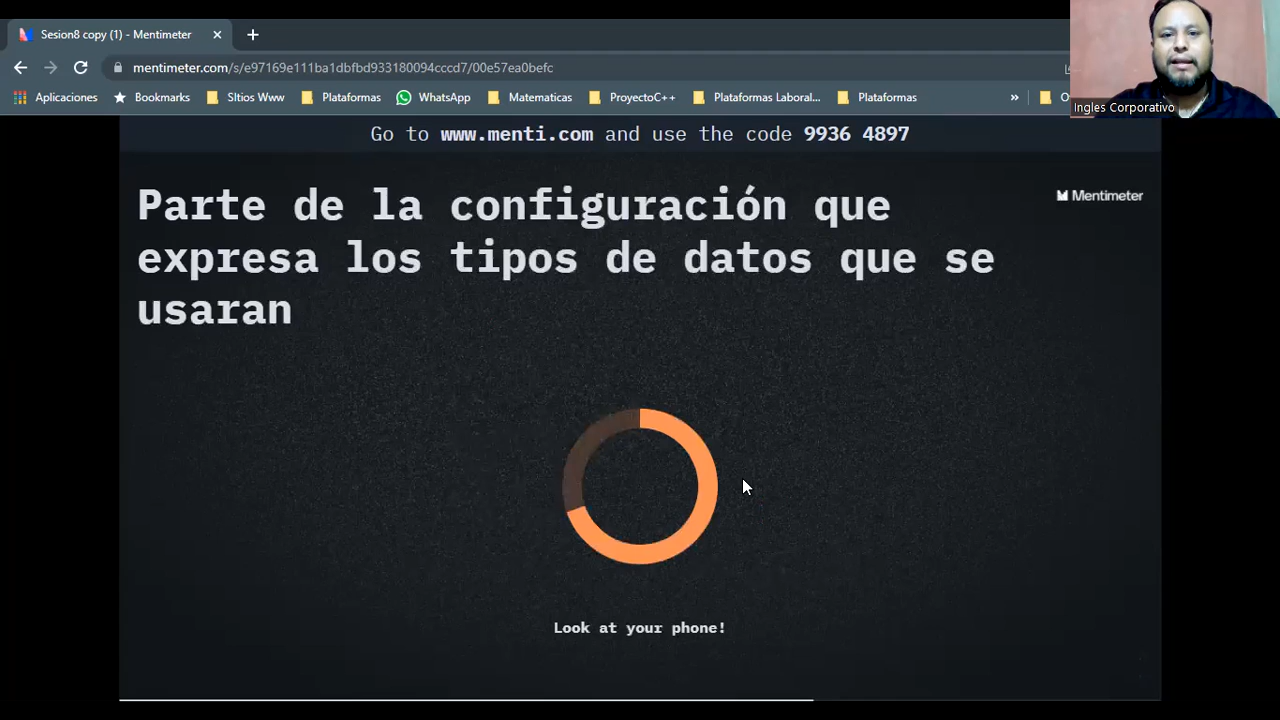 Sesion8 copy (1) - Mentimeter
mentimeter.com/s/e97169e111ba1dbfbd933180094cccd7/00e57ea0befc
Aplicaciones Bookmarks SItios Www Plataformas WhatsApp Matematicas ProyectoC++ Plataformas Laboral... Plataformas » O
Ingles Corporativo
Go to www.menti.com and use the code 9936 4897
Parte de la configuración que
expresa los tipos de datos que se
usaran
Mentimeter
Look at your phone!